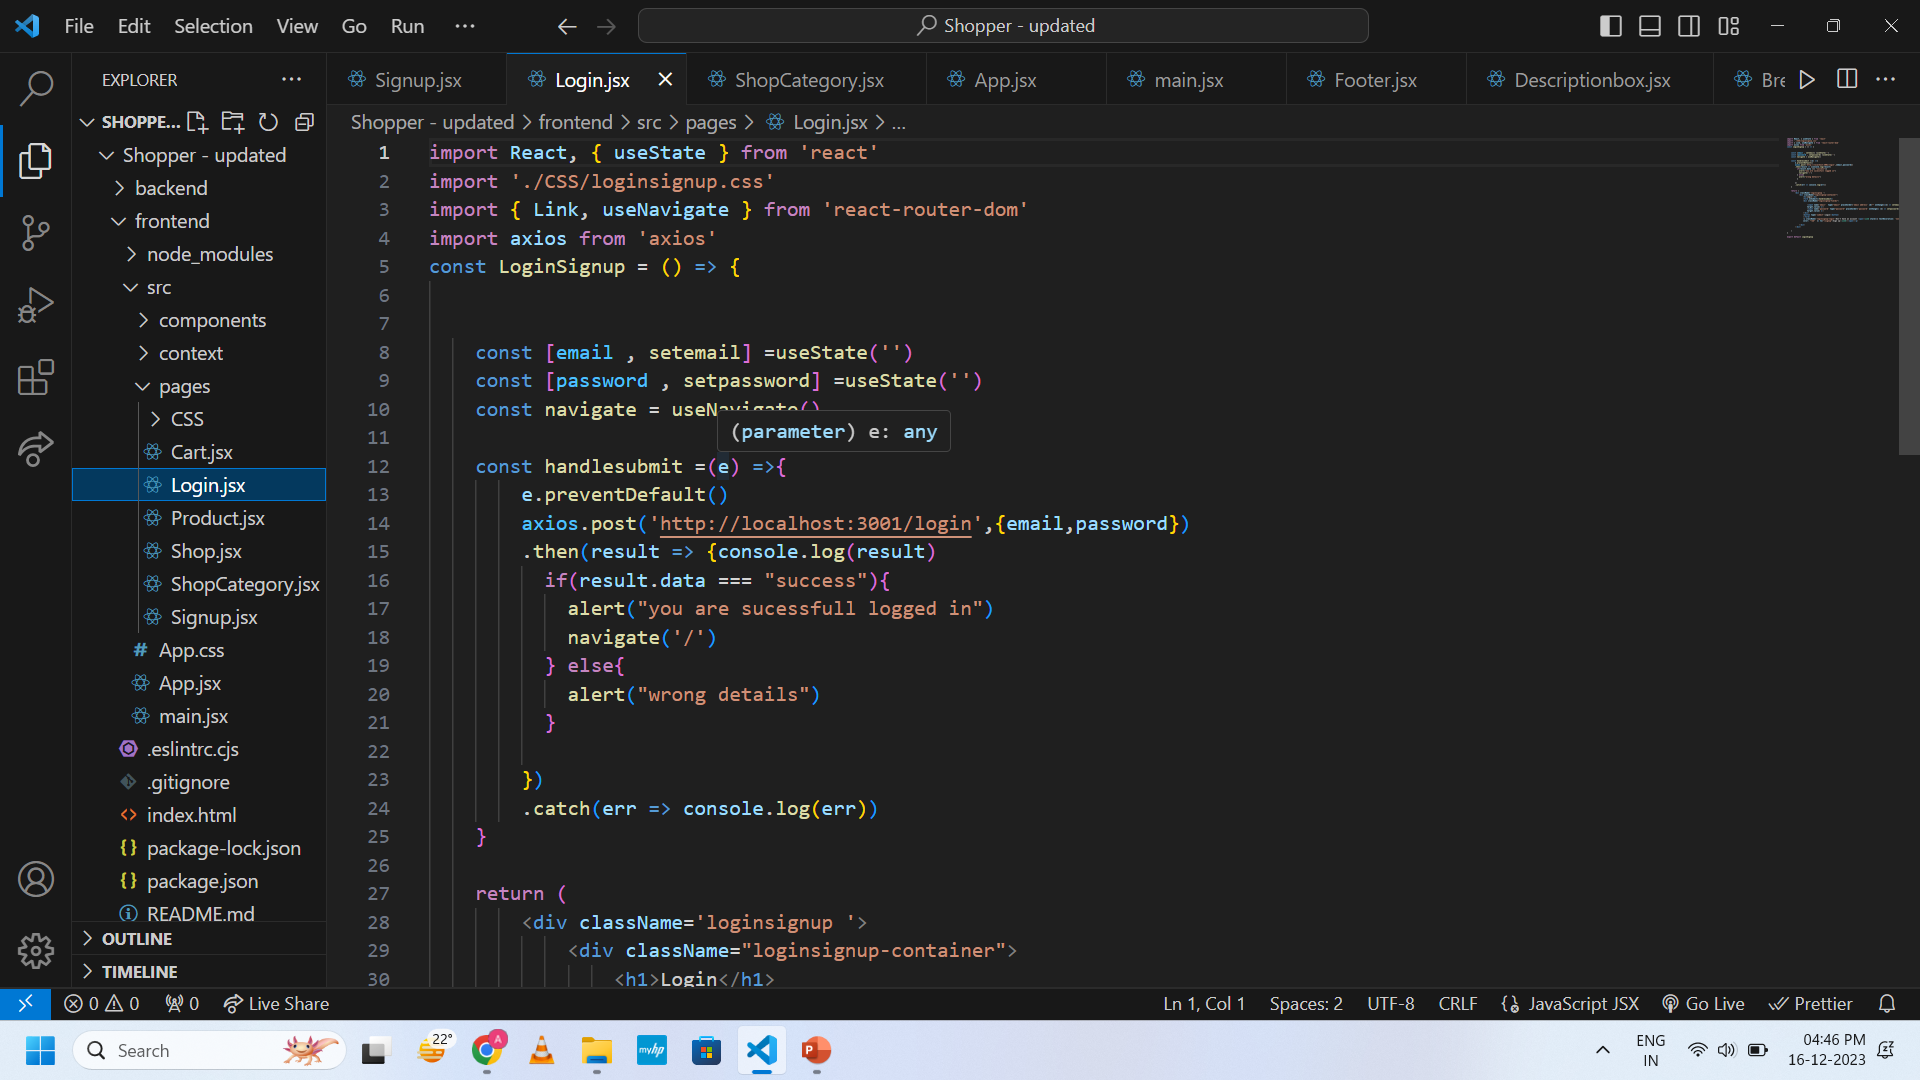 File Edit Selection View Go Run ...
Shopper - updated
EXPLORER
SHOPPE...
Shopper - updated
backend
frontend
node_modules
src
components
context
pages
CSS
Cart.jsx
Login.jsx
Product.jsx
Shop.jsx
ShopCategory.jsx
Signup.jsx
App.css
App.jsx
main.jsx
.eslintrc.cjs
.gitignore
index.html
package-lock.json
package.json
README.md
OUTLINE
TIMELINE
Signup.jsx Login.jsx ShopCategory.jsx App.jsx main.jsx Footer.jsx Descriptionbox.jsx Bre
Shopper - updated > frontend > src > pages > Login.jsx > ...
1 import React, { useState } from 'react'
2 import './CSS/loginsignup.css'
3 import { Link, useNavigate } from 'react-router-dom'
4 import axios from 'axios'
5 const LoginSignup = () => {
6
7
8 const [email , setemail] =useState('')
9 const [password , setpassword] =useState('')
10 const navigate = useNavigate()
(parameter) e: any
11
12 const handlesubmit =(e) =>{
13 e.preventDefault()
14 axios.post('http://localhost:3001/login',{email,password})
15 .then(result => {console.log(result)
16 if(result.data === "success"){
17 alert("you are sucessfull logged in")
18 navigate('/')
19 } else{
20 alert("wrong details")
21 }
22
23 })
24 .catch(err => console.log(err))
25 }
26
27 return (
28 <div className='loginsignup '>
29 <div className="loginsignup-container">
30 <h1>Login</h1>
0 0 0 Live Share Ln 1, Col 1 Spaces: 2 UTF-8 CRLF JavaScript JSX Go Live Prettier
Search 22° A myhp P ENG IN 04:46 PM
16-12-2023